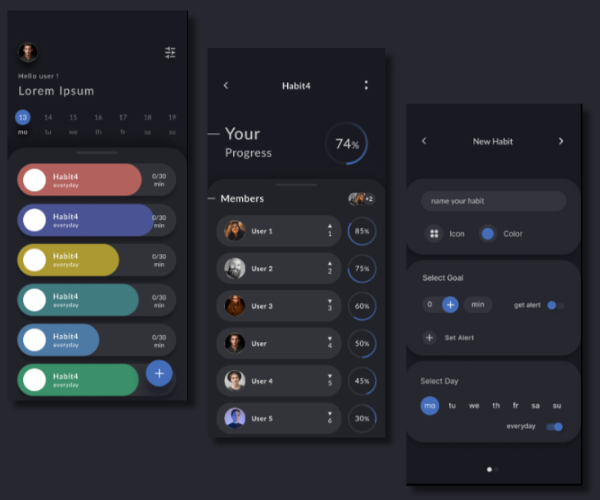 Hello user !
Lorem Ipsum
13 14 15 16 17 18 19
mo tu we th fr sa su
Habit4 0/30
everyday min
Habit4 0/30
everyday min
Habit4 0/30
everyday min
Habit4 0/30
everyday min
Habit4 0/30
everyday min
Habit4
everyday
+
Habit4
Your
Progress
74%
Members +2
User 1 1 85%
User 2 2 75%
User 3 3 60%
User 4 50%
User 4 5 45%
User 5 6 30%
New Habit
name your habit
Icon Color
Select Goal
0 + min get alert
+ Set Alert
Select Day
mo tu we th fr sa su
everyday